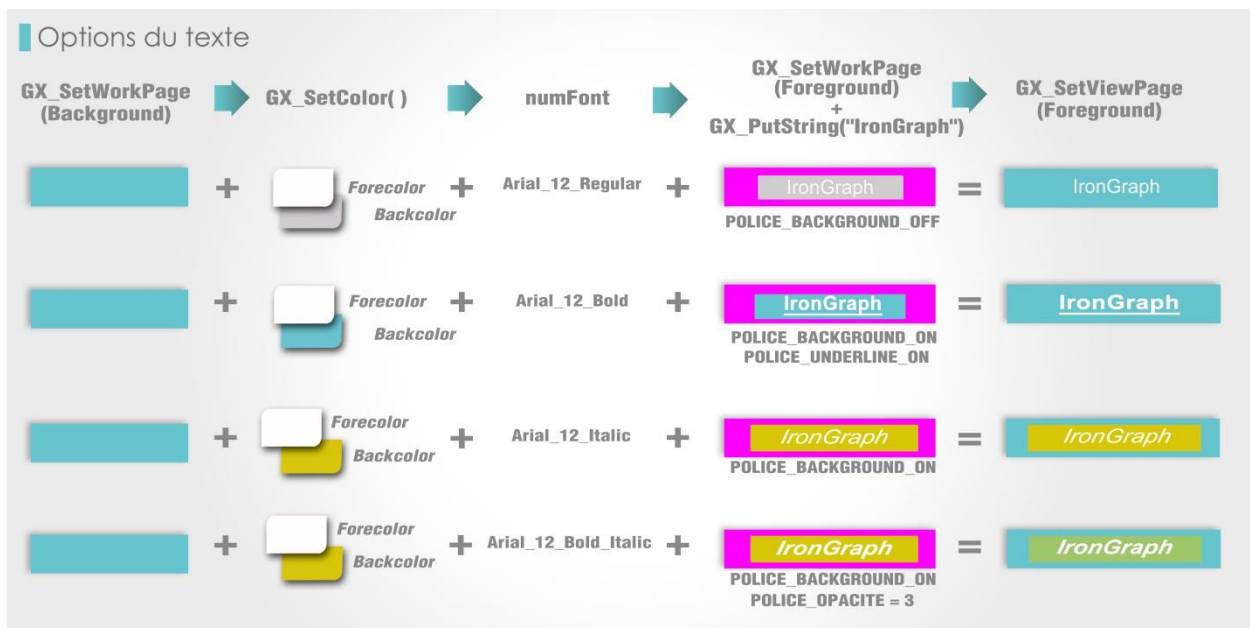 Options du texte
GX_SetWorkPage
(Background)
GX_SetColor( )
numFont
GX_SetWorkPage
(Foreground)
+
GX_PutString("IronGraph")
GX_SetViewPage
(Foreground)
+
Forecolor
Backcolor
+
Arial_12_Regular
+
IronGraph
POLICE_BACKGROUND_OFF
=
IronGraph
+
Forecolor
Backcolor
+
Arial_12_Bold
+
IronGraph
POLICE_BACKGROUND_ON
POLICE_UNDERLINE_ON
=
IronGraph
+
Forecolor
Backcolor
+
Arial_12_Italic
+
IronGraph
POLICE_BACKGROUND_ON
=
IronGraph
+
Forecolor
Backcolor
+
Arial_12_Bold_Italic
+
IronGraph
POLICE_BACKGROUND_ON
POLICE_OPACITE = 3
=
IronGraph